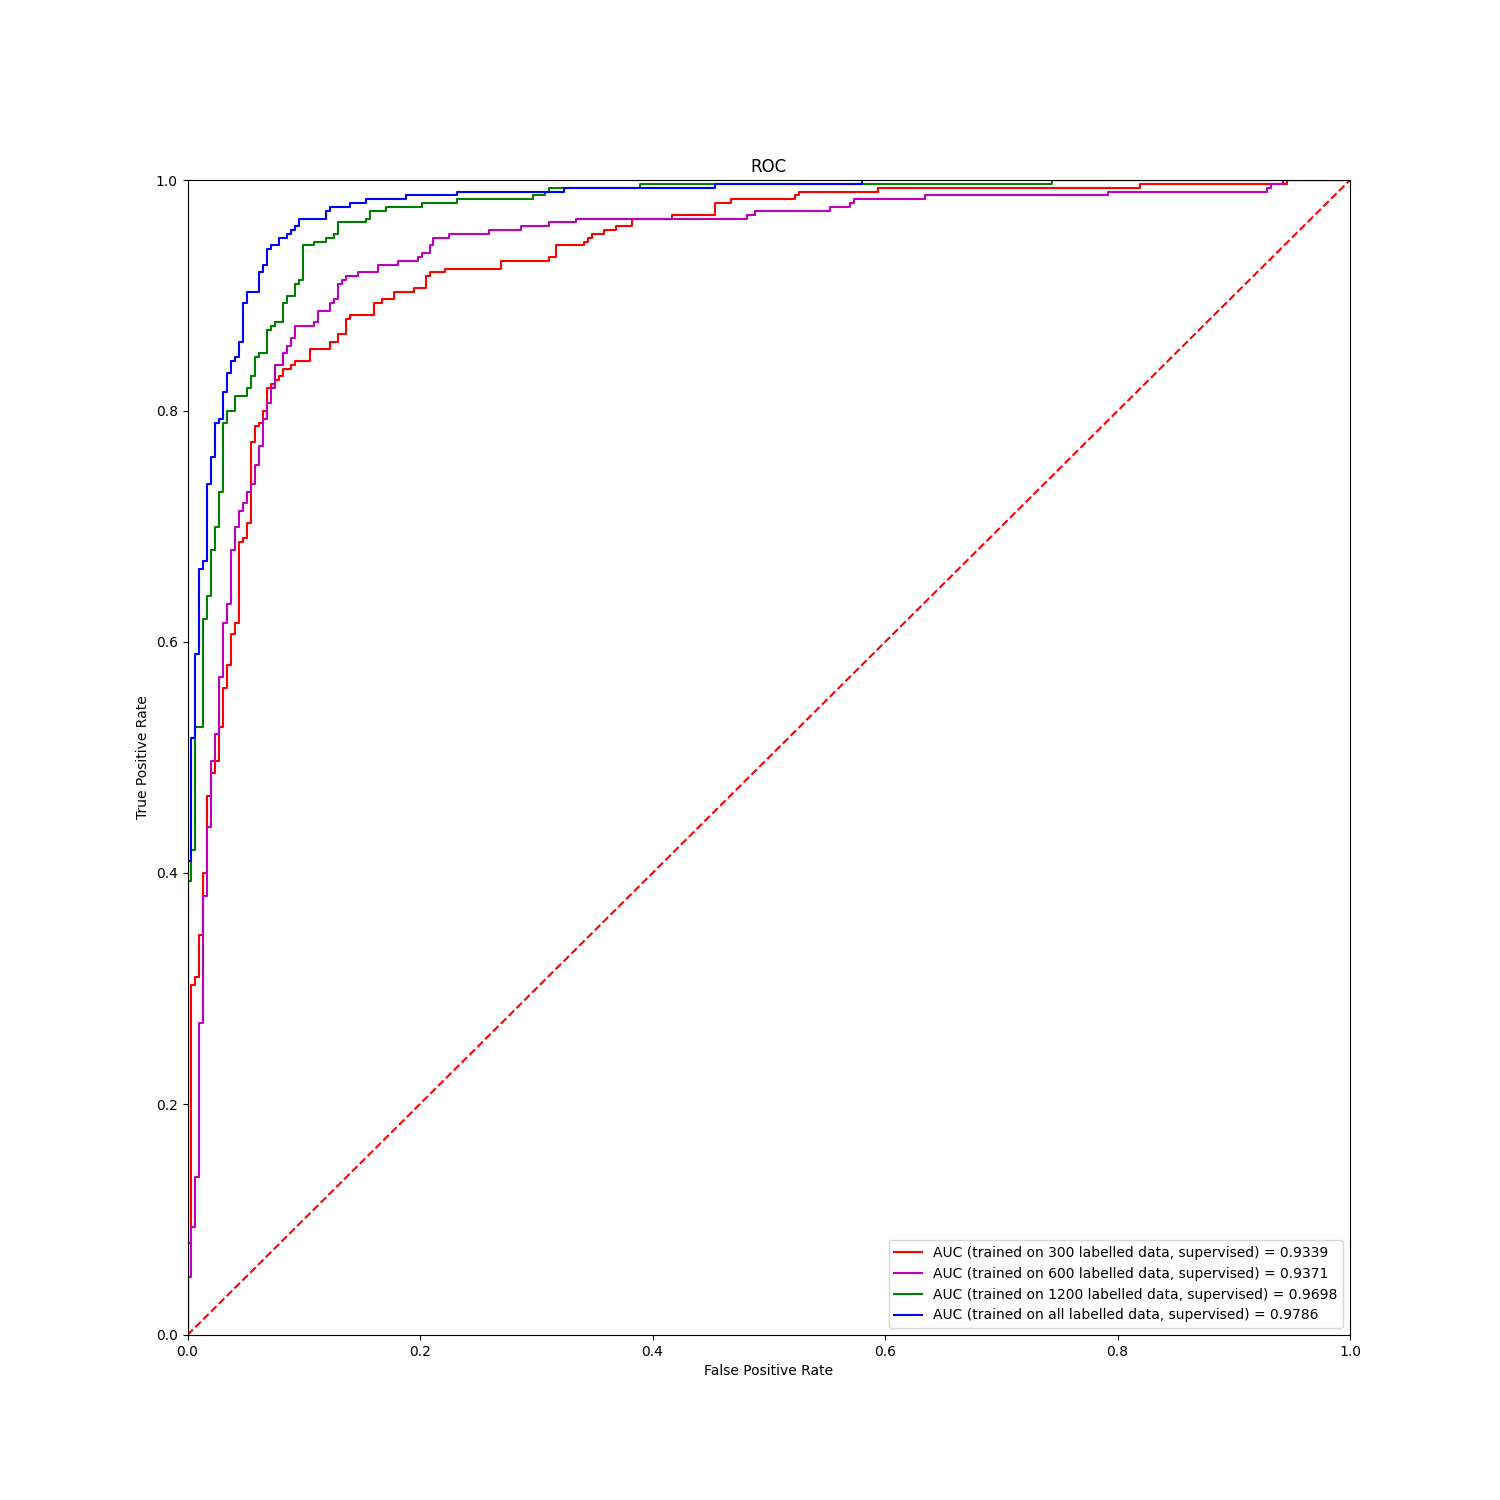 ROC
1.0
0.8
0.6
0.4
0.2
0.0
True Positive Rate
0.0 0.2 0.4 0.6 0.8 1.0
False Positive Rate
AUC (trained on 300 labelled data, supervised) = 0.9339
AUC (trained on 600 labelled data, supervised) = 0.9371
AUC (trained on 1200 labelled data, supervised) = 0.9698
AUC (trained on all labelled data, supervised) = 0.9786